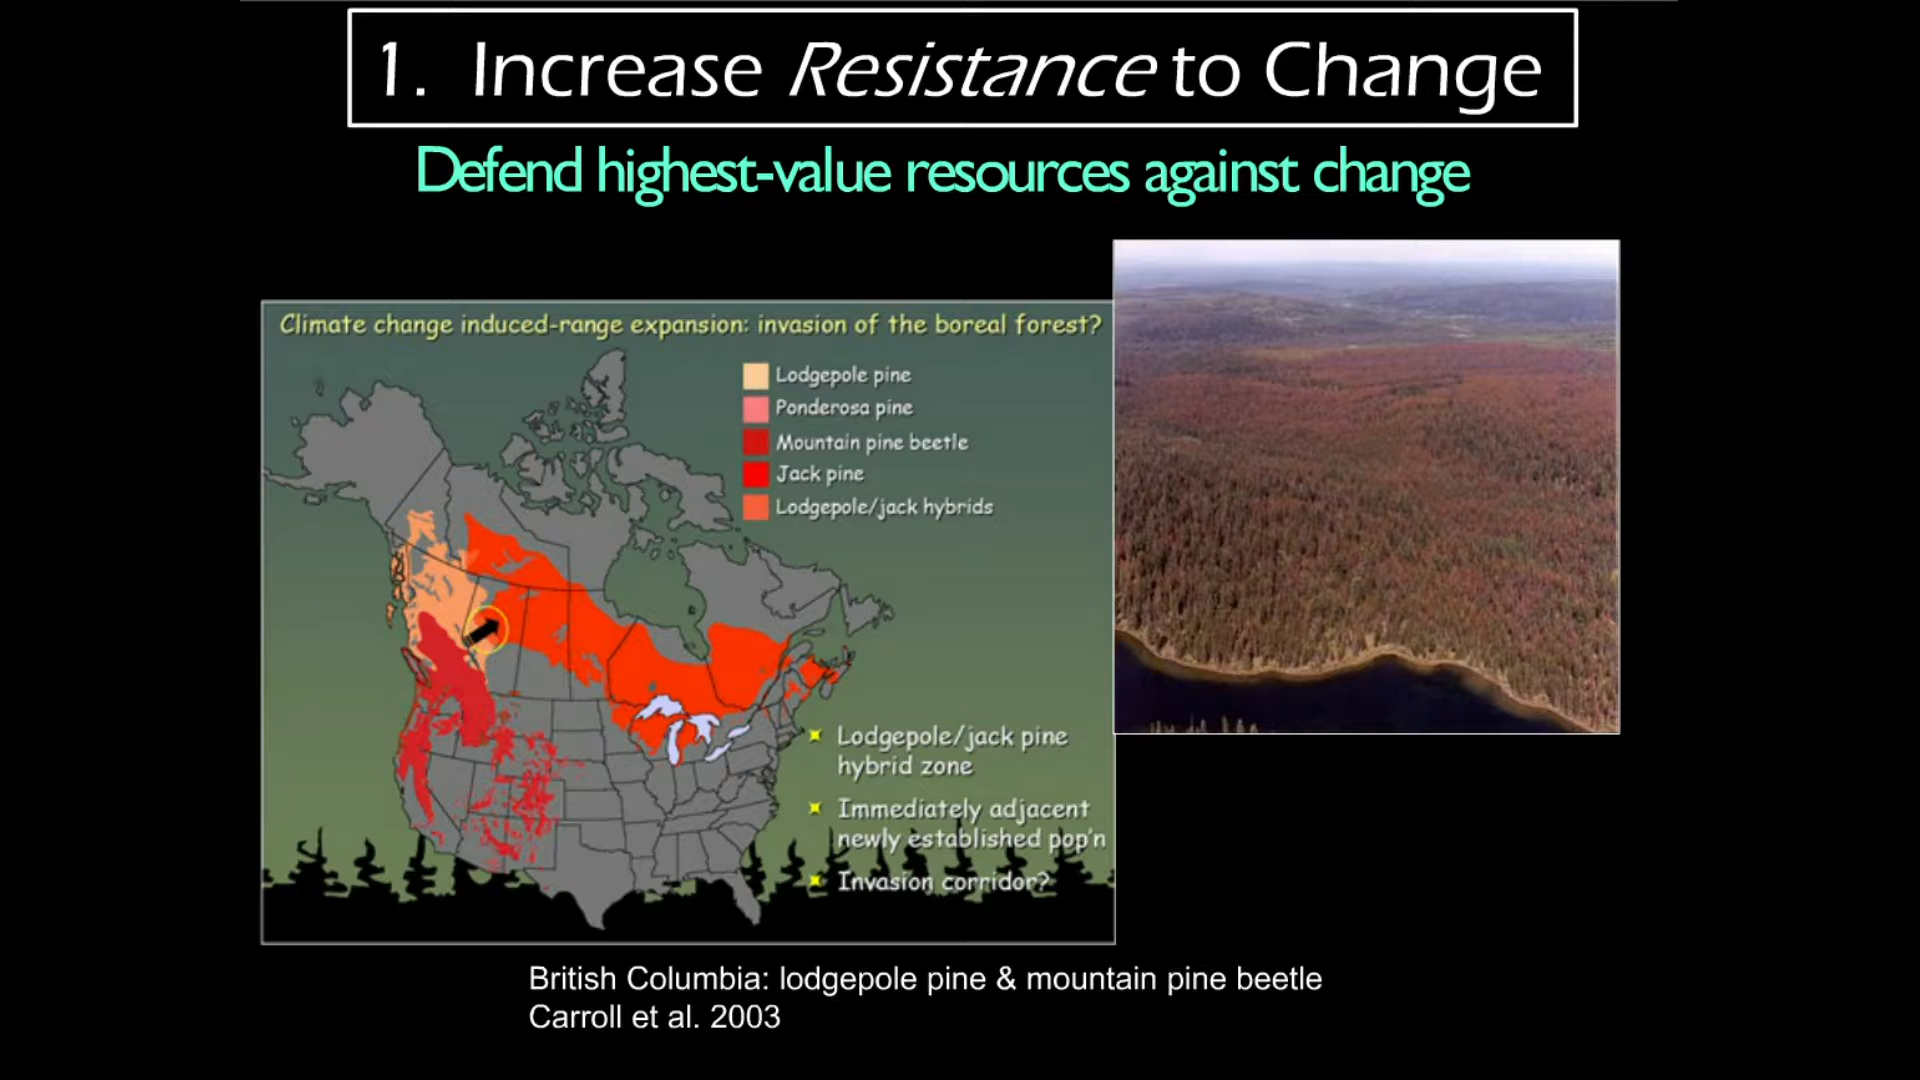 1. Increase Resistance to Change
Defend highest-value resources against change
Climate change induced-range expansion: invasion of the boreal forest?
Lodgepole pine
Ponderosa pine
Mountain pine beetle
Jack pine
Lodgepole/jack hybrids
Lodgepole/jack pine
hybrid zone
Immediately adjacent
newly established pop'n
Invasion corridor?
British Columbia: lodgepole pine & mountain pine beetle
Carroll et al. 2003